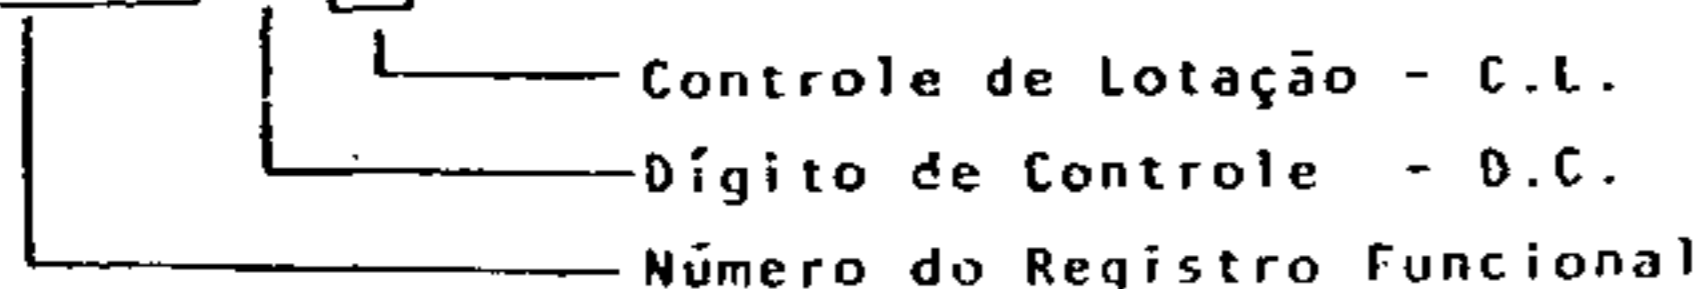 Controle de Lotação - C.L.
Dígito de Controle - D.C.
Número do Registro Funcional